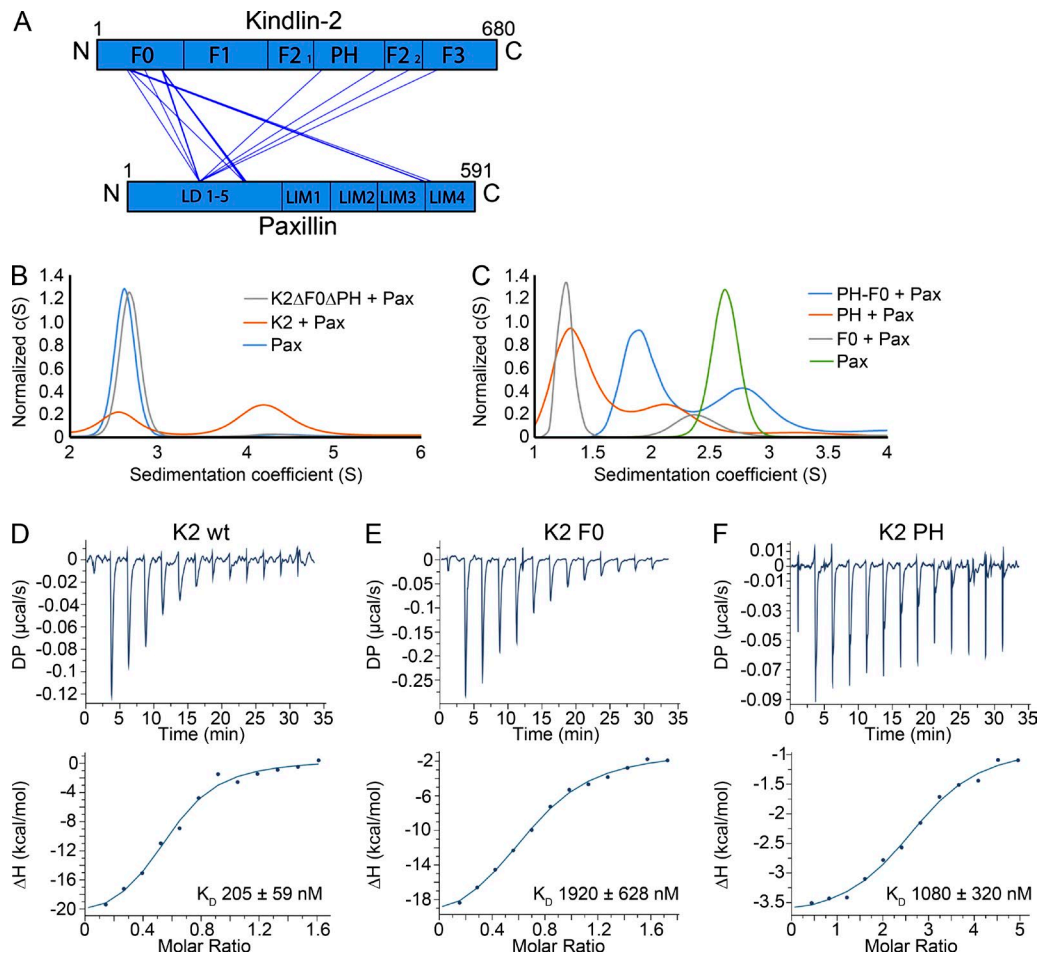 A
Kindlin-2
1 680
N F0 F1 F2 1 PH F2 2 F3 C
1 591
N LD 1-5 LIM1 LIM2 LIM3 LIM4 C
Paxillin
B
Normalized c(S)
1.4
1.2
1.0
0.8
0.6
0.4
0.2
0
2 3 4 5 6
Sedimentation coefficient (S)
K2ΔF0ΔPH + Pax
K2 + Pax
Pax
C
Normalized c(S)
1.4
1.2
1.0
0.8
0.6
0.4
0.2
0
1 1.5 2 2.5 3 3.5 4
Sedimentation coefficient (S)
PH-F0 + Pax
PH + Pax
F0 + Pax
Pax
D
K2 wt
DP (µcal/s)
0
-0.02
-0.04
-0.06
-0.08
-0.1
-0.12
0 5 10 15 20 25 30 35
Time (min)
ΔH (kcal/mol)
0
-4
-8
-12
-16
-20
K_D 205 ± 59 nM
0 0.2 0.4 0.6 0.8 1.0 1.2 1.4 1.6
Molar Ratio
E
K2 F0
DP (µcal/s)
0
-0.05
-0.1
-0.15
-0.2
-0.25
0 5 10 15 20 25 30 35
Time (min)
ΔH (kcal/mol)
-2
-6
-10
-14
-18
K_D 1920 ± 628 nM
0 0.2 0.4 0.6 0.8 1.0 1.2 1.4 1.6
Molar Ratio
F
K2 PH
DP (µcal/s)
0.01
-0.01
-0.03
-0.05
-0.07
-0.09
0 5 10 15 20 25 30 35
Time (min)
ΔH (kcal/mol)
-1
-1.5
-2
-2.5
-3
-3.5
K_D 1080 ± 320 nM
0 1 2 3 4 5
Molar Ratio